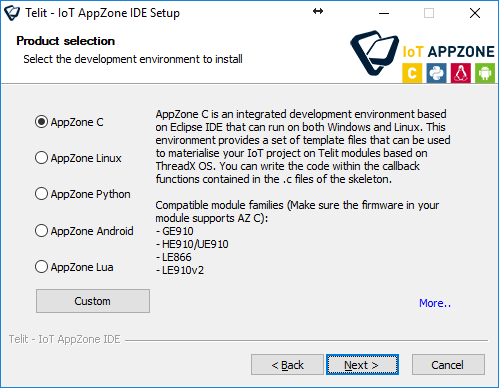 Telit - IoT AppZone IDE Setup
Product selection
Select the development environment to install
IoT APPZONE
C
AppZone C
AppZone Linux
AppZone Python
AppZone Android
AppZone Lua
Custom
AppZone C is an integrated development environment based
on Eclipse IDE that can run on both Windows and Linux. This
environment provides a set of template files that can be used
to materialise your IoT project on Telit modules based on
ThreadX OS. You can write the code within the callback
functions contained in the .c files of the skeleton.
Compatible module families (Make sure the firmware in your
module supports AZ C):
- GE910
- HE910/UE910
- LE866
- LE910v2
More..
Telit - IoT AppZone IDE
< Back
Next >
Cancel